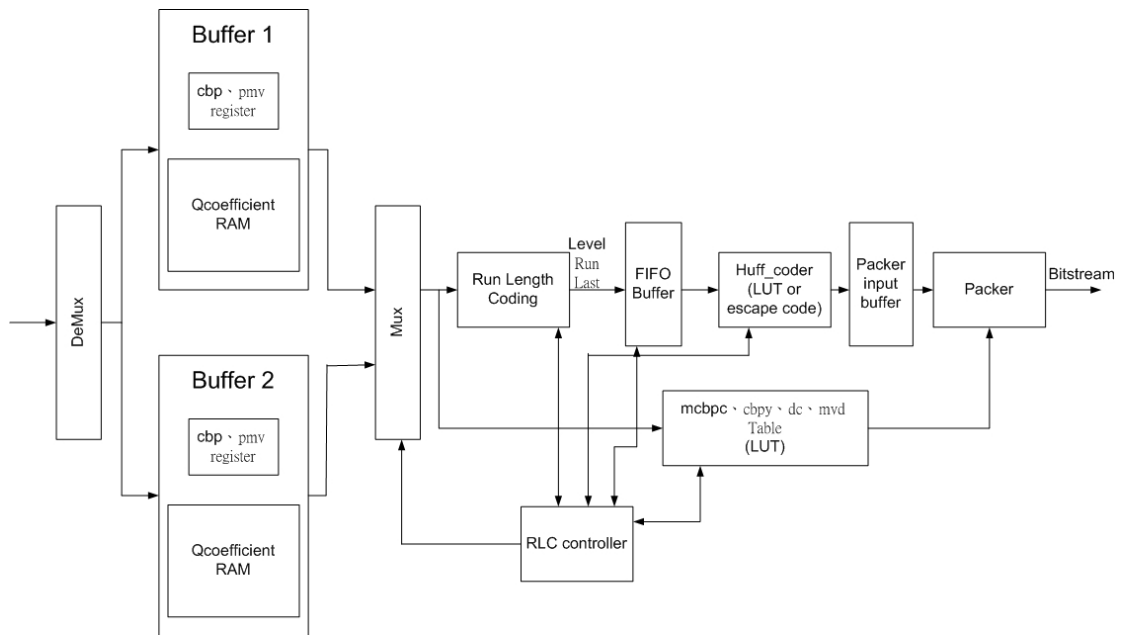 Buffer 1
cbp、pmv
register
Qcoefficient
RAM
DeMux
Buffer 2
cbp、pmv
register
Qcoefficient
RAM
Mux
Run Length
Coding
Level
Run
Last
FIFO
Buffer
Huff_coder
(LUT or
escape code)
Packer
input
buffer
Packer
Bitstream
mcbpc、cbpy、dc、mvd
Table
(LUT)
RLC controller